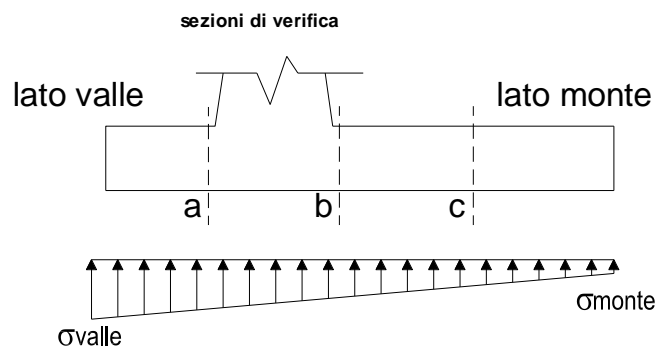 sezioni di verifica
lato valle
lato monte
a
b
c
σmonte
σvalle